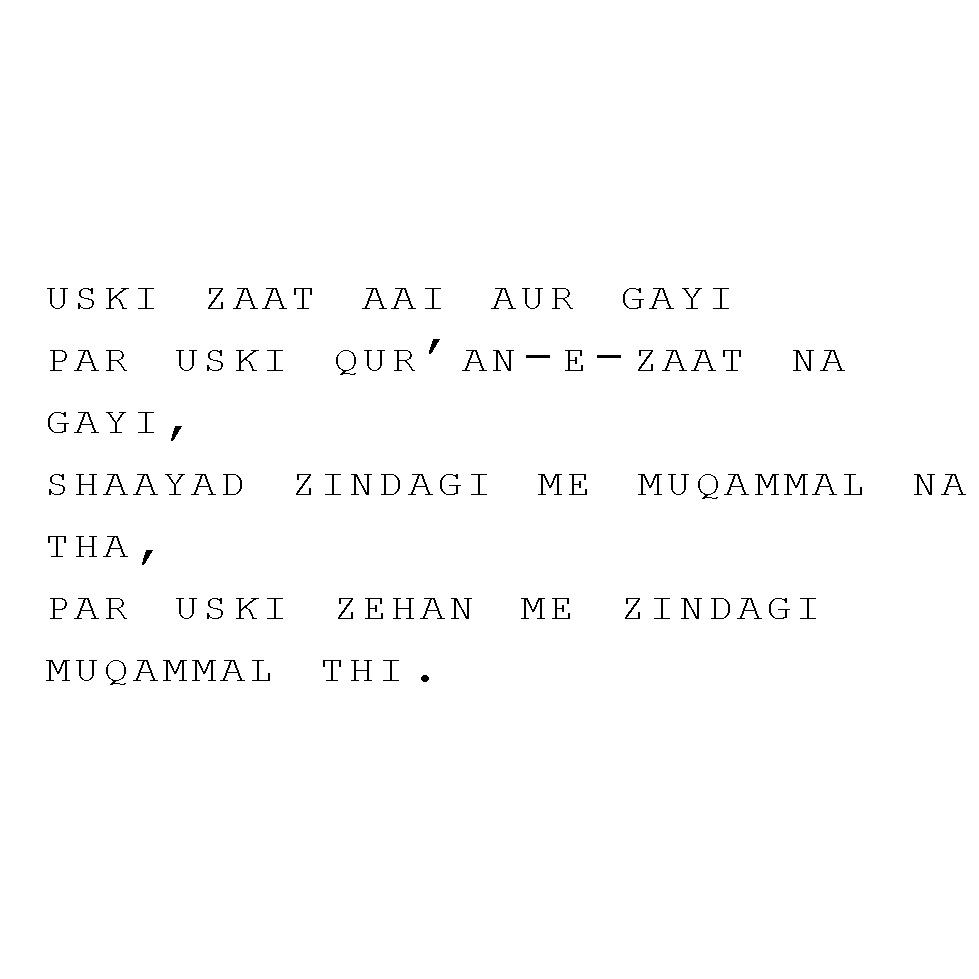 USKI ZAAT AAI AUR GAYI
PAR USKI QUR'AN-E-ZAAT NA
GAYI,
SHAAYAD ZINDAGI ME MUQAMMAL NA
THA,
PAR USKI ZEHAN ME ZINDAGI
MUQAMMAL THI.